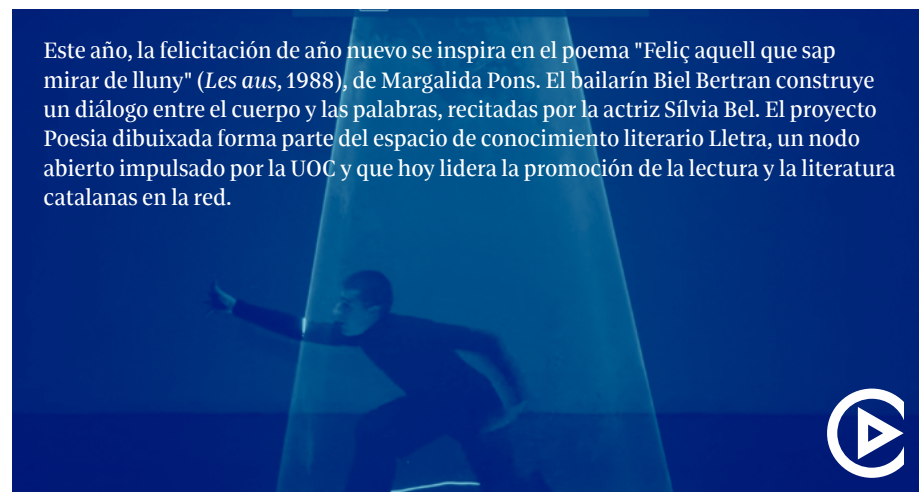 Este año, la felicitación de año nuevo se inspira en el poema "Feliç aquell que sap
mirar de lluny" (Les aus, 1988), de Margalida Pons. El bailarín Biel Bertran construye
un diálogo entre el cuerpo y las palabras, recitadas por la actriz Sílvia Bel. El proyecto
Poesia dibuixada forma parte del espacio de conocimiento literario Lletra, un nodo
abierto impulsado por la UOC y que hoy lidera la promoción de la lectura y la literatura
catalanas en la red.